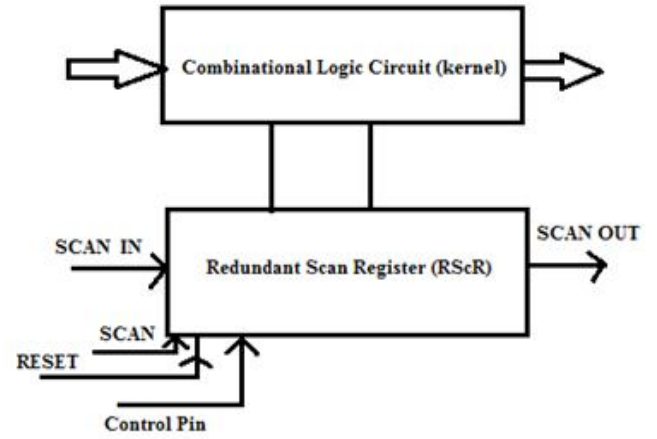 Combinational Logic Circuit (kernel)
SCAN IN
Redundant Scan Register (RScR)
SCAN OUT
SCAN
RESET
Control Pin